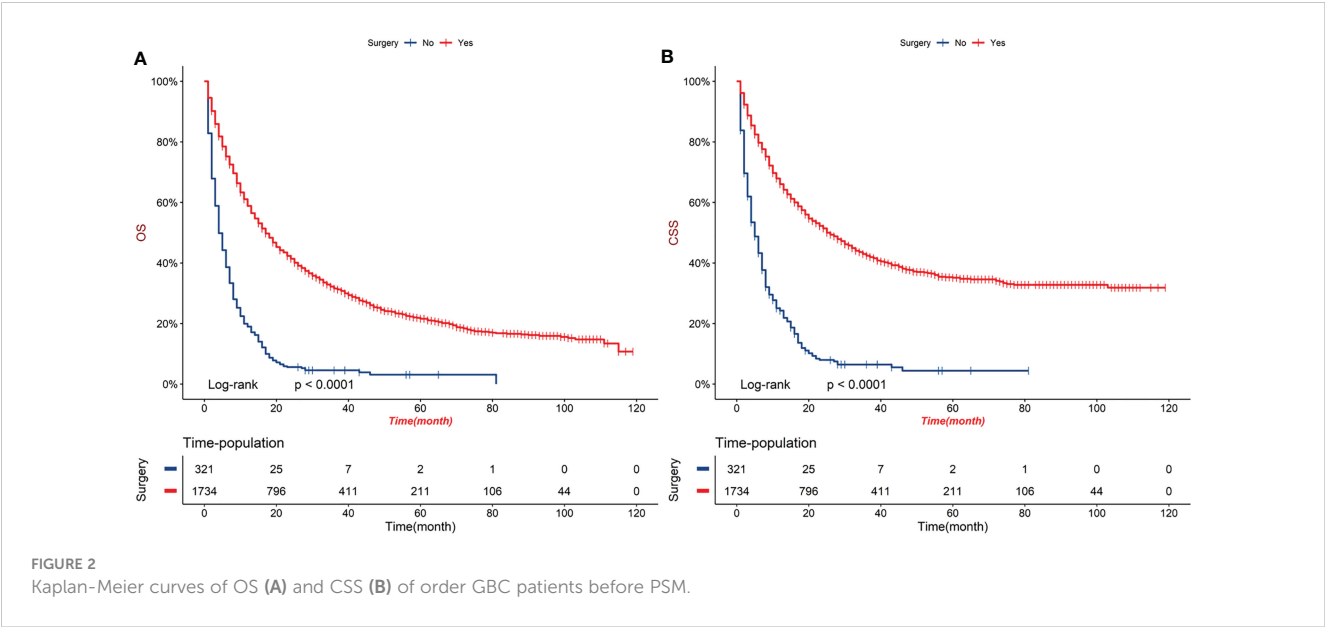 A
Surgery No Yes
100%
80%
60%
40%
20%
0%
OS
Log-rank p < 0.0001
0 20 40 60 80 100 120
Time(month)
Time-population
Surgery
321 25 7 2 1 0 0
1734 796 411 211 106 44 0
0 20 40 60 80 100 120
Time(month)
B
Surgery No Yes
100%
80%
60%
40%
20%
0%
CSS
Log-rank p < 0.0001
0 20 40 60 80 100 120
Time(month)
Time-population
Surgery
321 25 7 2 1 0 0
1734 796 411 211 106 44 0
0 20 40 60 80 100 120
Time(month)
FIGURE 2
Kaplan-Meier curves of OS (A) and CSS (B) of order GBC patients before PSM.